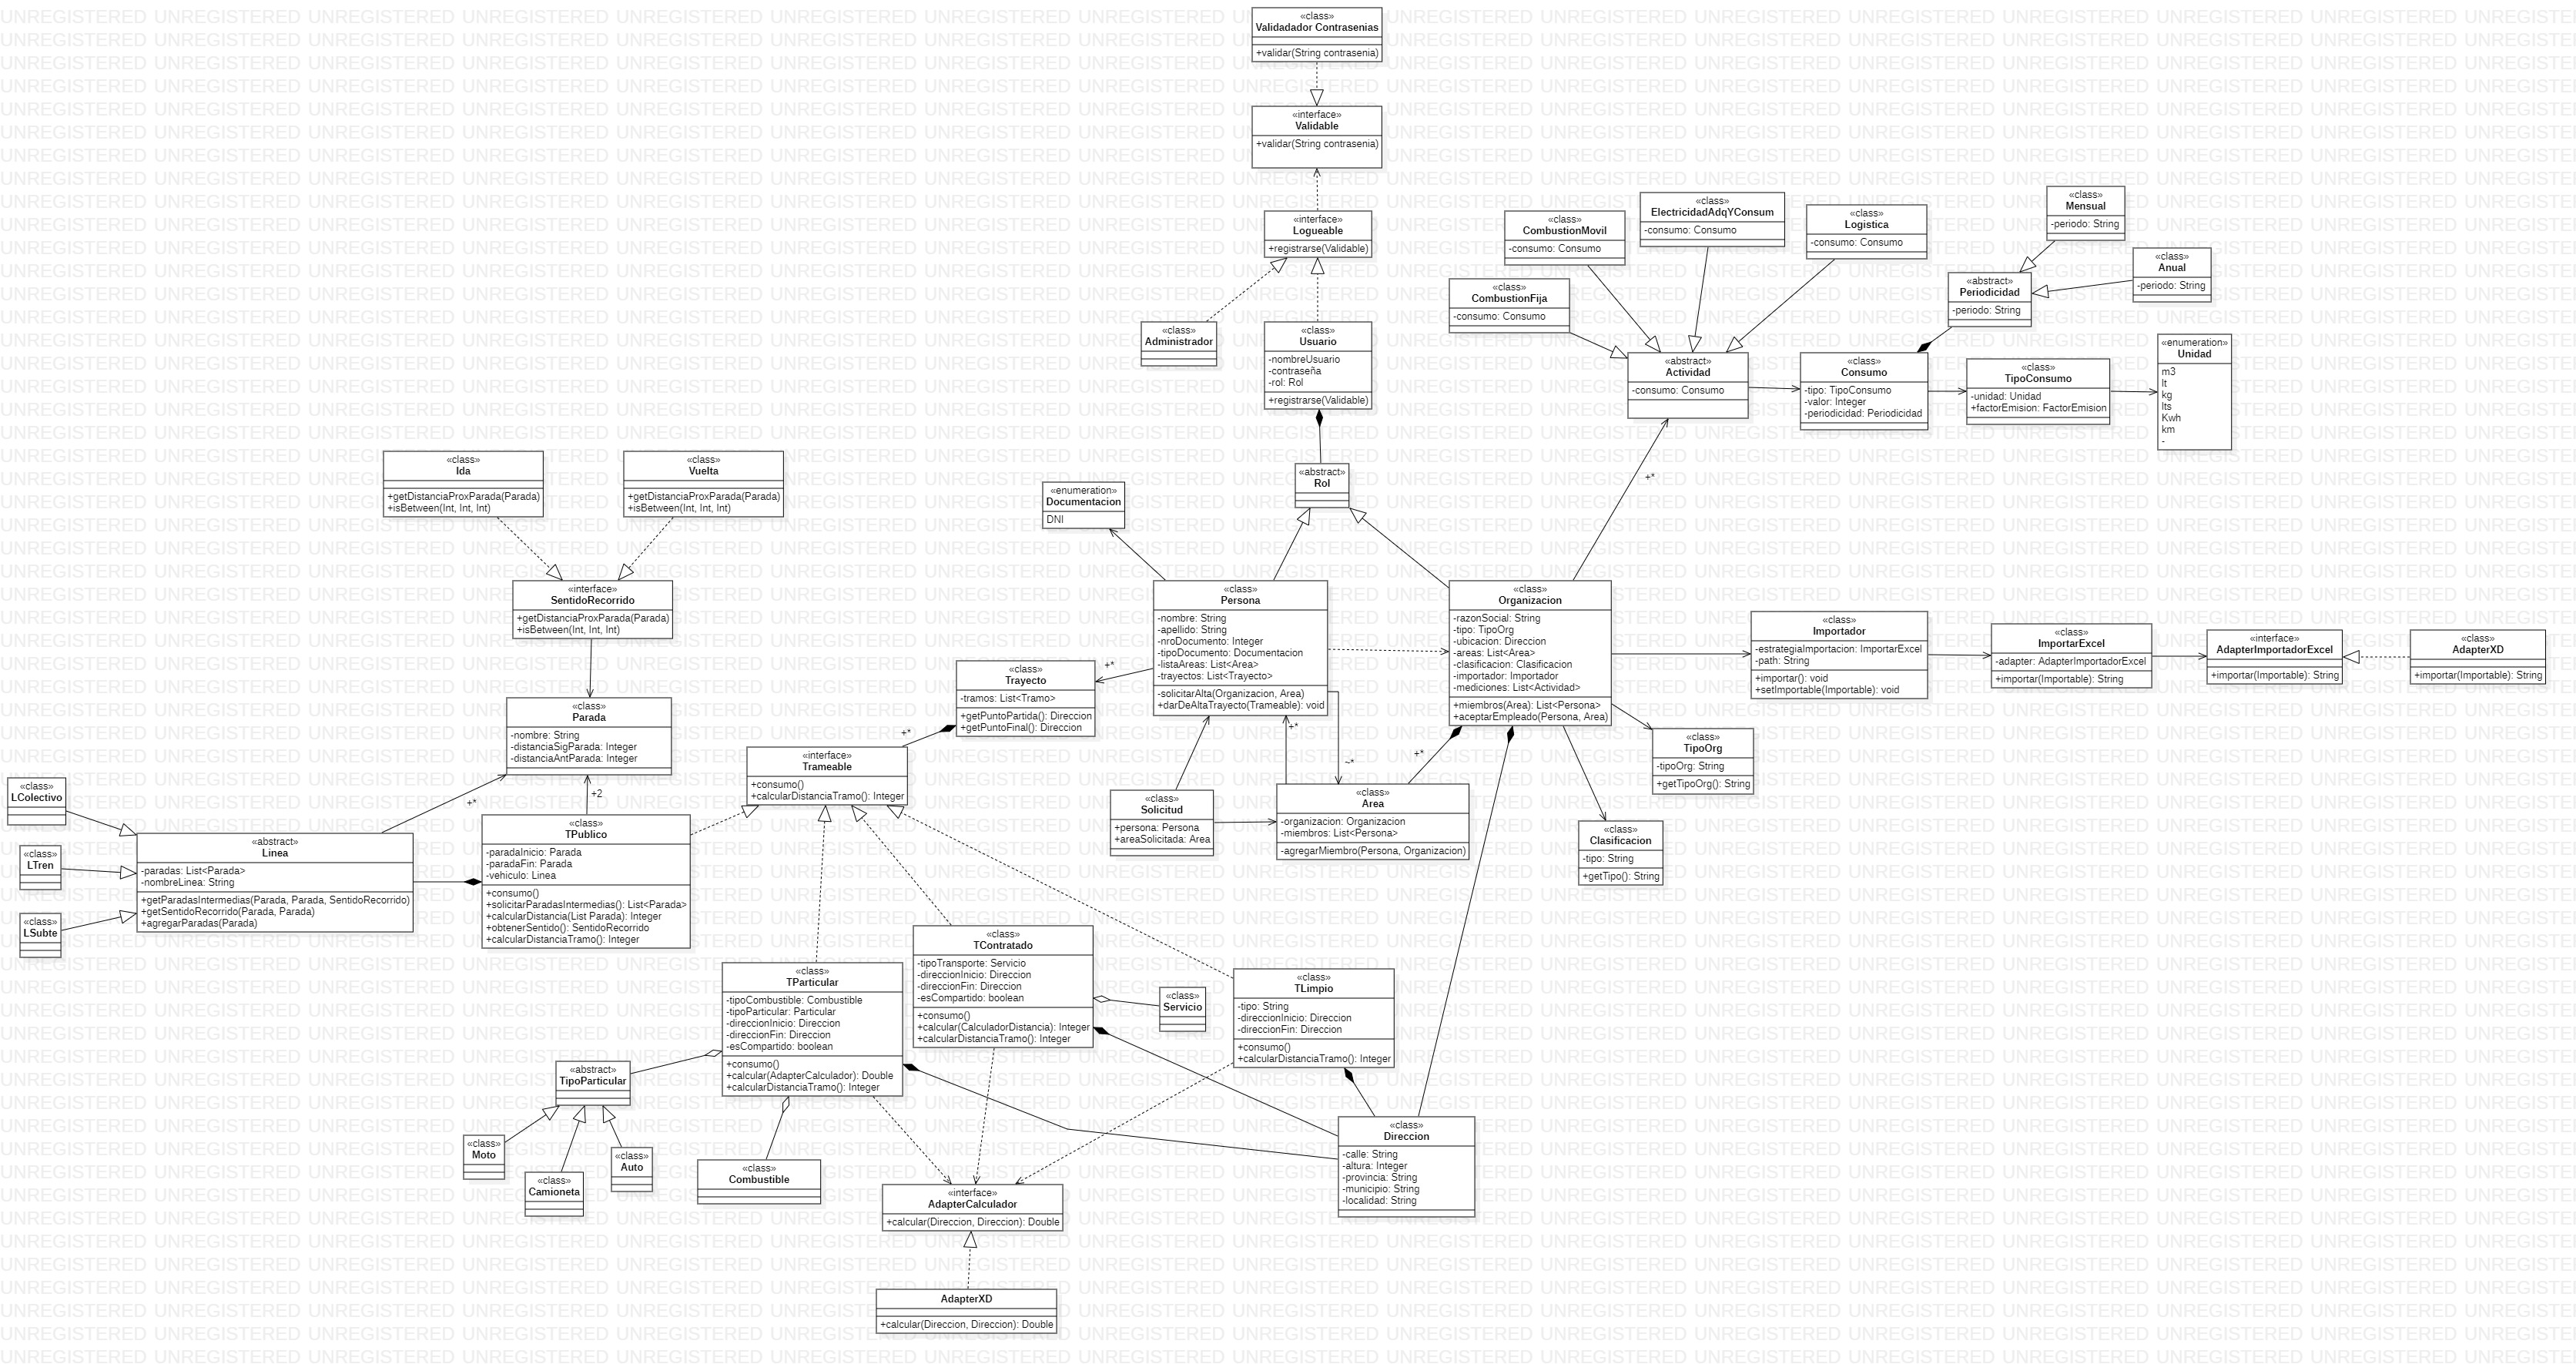 «class»
Validadador Contrasenias
+validar(String contrasenia)
«interface»
Validable
+validar(String contrasenia)
«interface»
Logueable
+registrarse(Validable)
«class»
Administrador
«class»
Usuario
-nombreUsuario
-contraseña
-rol: Rol
+registrarse(Validable)
«abstract»
Rol
«class»
CombustionMovil
-consumo: Consumo
«class»
ElectricidadAdqYConsum
-consumo: Consumo
«class»
Logistica
-consumo: Consumo
«class»
CombustionFija
-consumo: Consumo
«abstract»
Actividad
-consumo: Consumo
«class»
Consumo
-tipo: TipoConsumo
-valor: Integer
-periodicidad: Periodicidad
«class»
Mensual
-periodo: String
«class»
Anual
-periodo: String
«abstract»
Periodicidad
-periodo: String
«class»
TipoConsumo
-unidad: Unidad
+factorEmision: FactorEmision
«enumeration»
Unidad
m3
lt
kg
lts
Kwh
km
-
+*
«class»
Ida
+getDistanciaProxParada(Parada)
+isBetween(Int, Int, Int)
«class»
Vuelta
+getDistanciaProxParada(Parada)
+isBetween(Int, Int, Int)
«interface»
SentidoRecorrido
+getDistanciaProxParada(Parada)
+isBetween(Int, Int, Int)
«class»
Parada
-nombre: String
-distanciaSigParada: Integer
-distanciaAntParada: Integer
«enumeration»
Documentacion
DNI
«class»
Persona
-nombre: String
-apellido: String
-nroDocumento: Integer
-tipoDocumento: Documentacion
-listaAreas: List<Area>
-trayectos: List<Trayecto>
-solicitarAlta(Organizacion, Area)
+darDeAltaTrayecto(Trameable): void
«class»
Organizacion
-razonSocial: String
-tipo: TipoOrg
-ubicacion: Direccion
-areas: List<Area>
-clasificacion: Clasificacion
-importador: Importador
-mediciones: List<Actividad>
+miembros(Area): List<Persona>
+aceptarEmpleado(Persona, Area)
«class»
Importador
-estrategiaImportacion: ImportarExcel
-path: String
+importar(): void
+setImportable(Importable): void
«class»
ImportarExcel
-adapter: AdapterImportadorExcel
+importar(Importable): String
«interface»
AdapterImportadorExcel
+importar(Importable): String
«class»
AdapterXD
+importar(Importable): String
+*
«class»
Trayecto
-tramos: List<Tramo>
+getPuntoPartida(): Direccion
+getPuntoFinal(): Direccion
+*
«interface»
Trameable
+consumo()
+calcularDistanciaTramo(): Integer
+*
~*
+*
«class»
TipoOrg
-tipoOrg: String
+getTipoOrg(): String
«class»
Solicitud
+persona: Persona
+areaSolicitada: Area
«class»
Area
-organizacion: Organizacion
-miembros: List<Persona>
-agregarMiembro(Persona, Organizacion)
«class»
Clasificacion
-tipo: String
+getTipo(): String
«class»
LColectivo
«class»
LTren
«class»
LSubte
+*
+2
«abstract»
Linea
-paradas: List<Parada>
-nombreLinea: String
+getParadasIntermedias(Parada, Parada, SentidoRecorrido)
+getSentidoRecorrido(Parada, Parada)
+agregarParadas(Parada)
«class»
TPublico
-paradaInicio: Parada
-paradaFin: Parada
-vehiculo: Linea
+consumo()
+solicitarParadasIntermedias(): List<Parada>
+calcularDistancia(List Parada): Integer
+obtenerSentido(): SentidoRecorrido
+calcularDistanciaTramo(): Integer
«class»
TParticular
-tipoCombustible: Combustible
-tipoParticular: Particular
-direccionInicio: Direccion
-direccionFin: Direccion
-esCompartido: boolean
+consumo()
+calcular(AdapterCalculador): Double
+calcularDistanciaTramo(): Integer
«class»
TContratado
-tipoTransporte: Servicio
-direccionInicio: Direccion
-direccionFin: Direccion
-esCompartido: boolean
+consumo()
+calcular(CalculadorDistancia): Integer
+calcularDistanciaTramo(): Integer
«class»
Servicio
«class»
TLimpio
-tipo: String
-direccionInicio: Direccion
-direccionFin: Direccion
+consumo()
+calcularDistanciaTramo(): Integer
«abstract»
TipoParticular
«class»
Moto
«class»
Camioneta
«class»
Auto
«class»
Combustible
«class»
Direccion
-calle: String
-altura: Integer
-provincia: String
-municipio: String
-localidad: String
«interface»
AdapterCalculador
+calcular(Direccion, Direccion): Double
AdapterXD
+calcular(Direccion, Direccion): Double